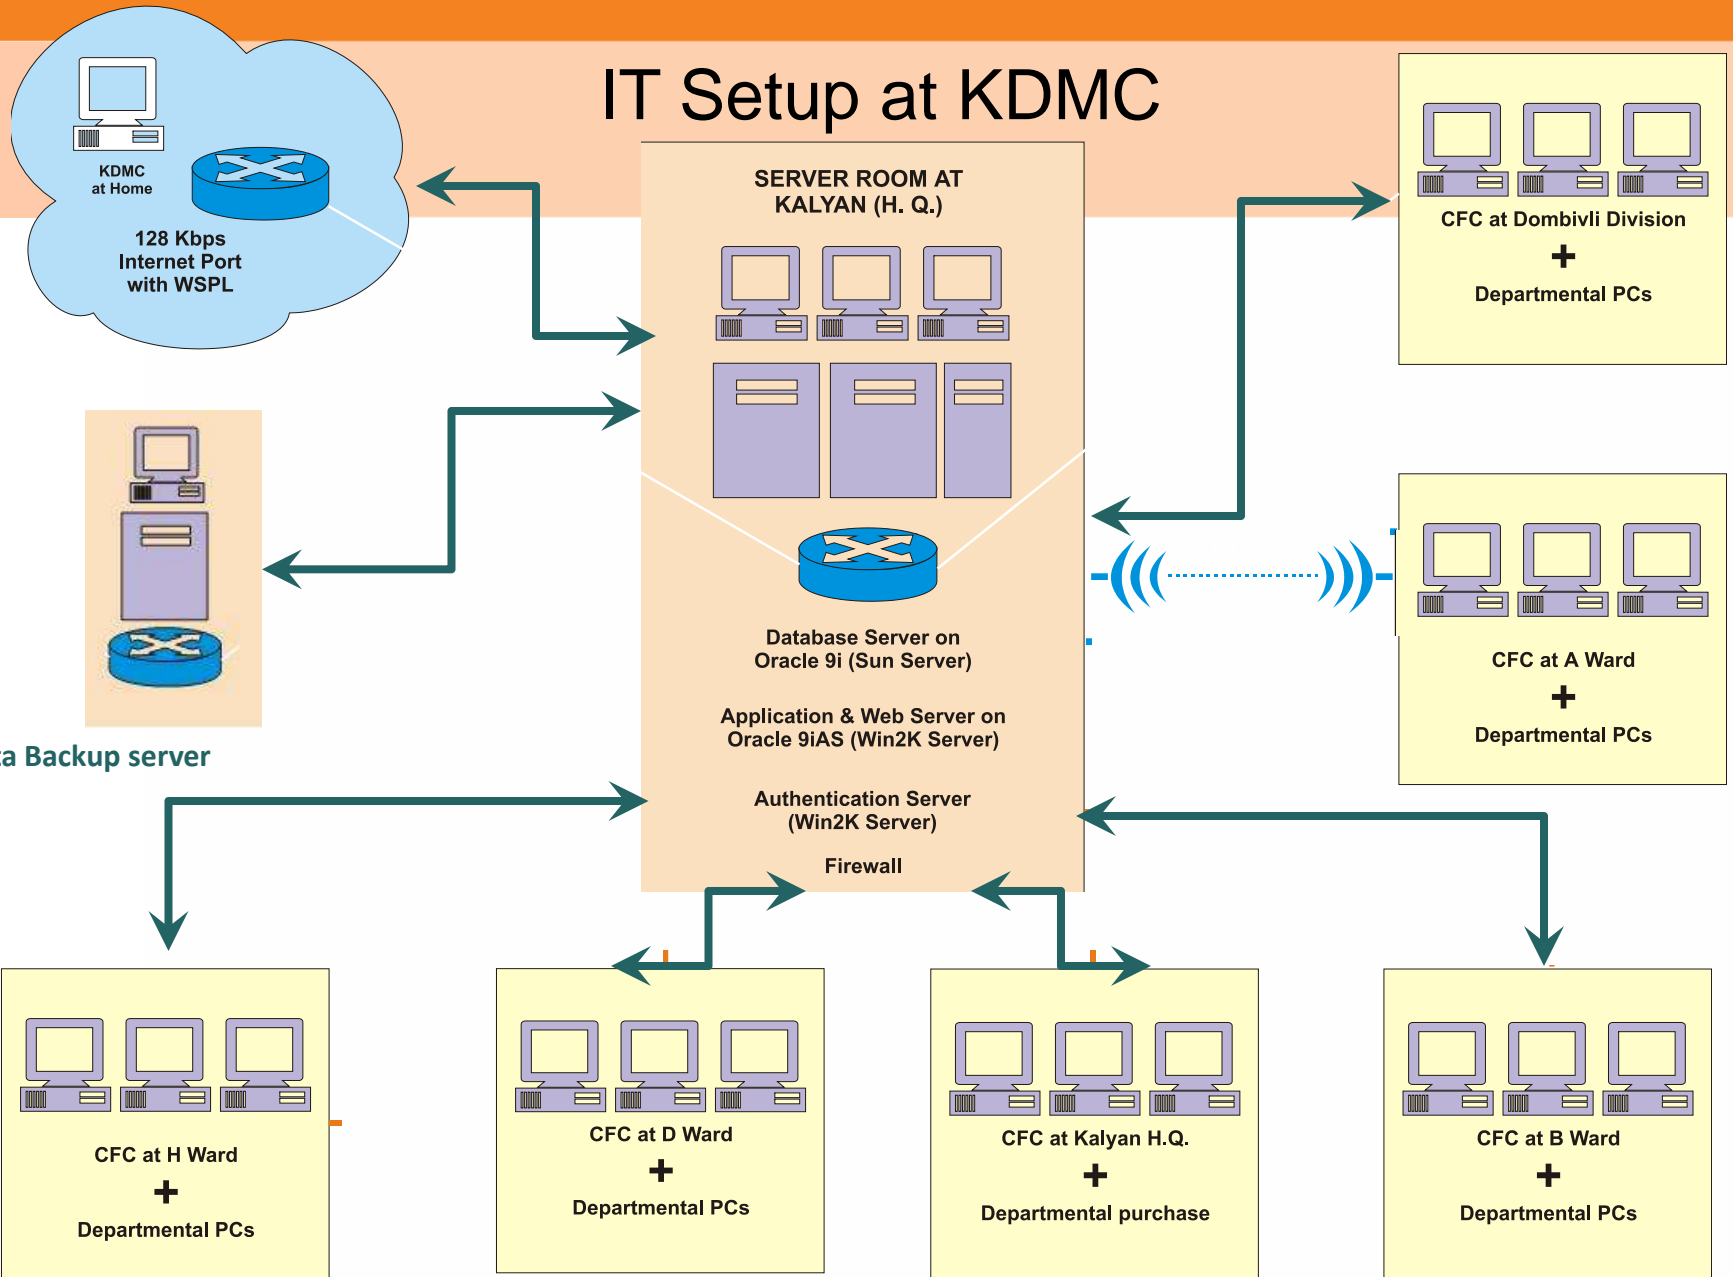 IT Setup at KDMC
KDMC
at Home
128 Kbps
Internet Port
with WSPL
SERVER ROOM AT
KALYAN (H. Q.)
Database Server on
Oracle 9i (Sun Server)
Application & Web Server on
Oracle 9iAS (Win2K Server)
Authentication Server
(Win2K Server)
Firewall
CFC at Dombivli Division
+
Departmental PCs
CFC at A Ward
+
Departmental PCs
Backup server
CFC at H Ward
+
Departmental PCs
CFC at D Ward
+
Departmental PCs
CFC at Kalyan H.Q.
+
Departmental purchase
CFC at B Ward
+
Departmental PCs